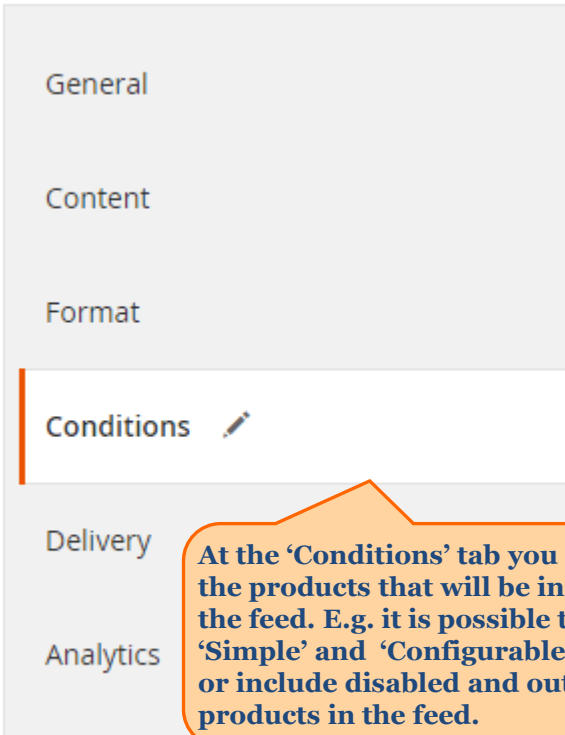 General
Content
Format
Conditions
Delivery
Analytics
At the ‘Conditions’ tab you
the products that will be in
the feed. E.g. it is possible
‘Simple’ and ‘Configurable
or include disabled and out
products in the feed.